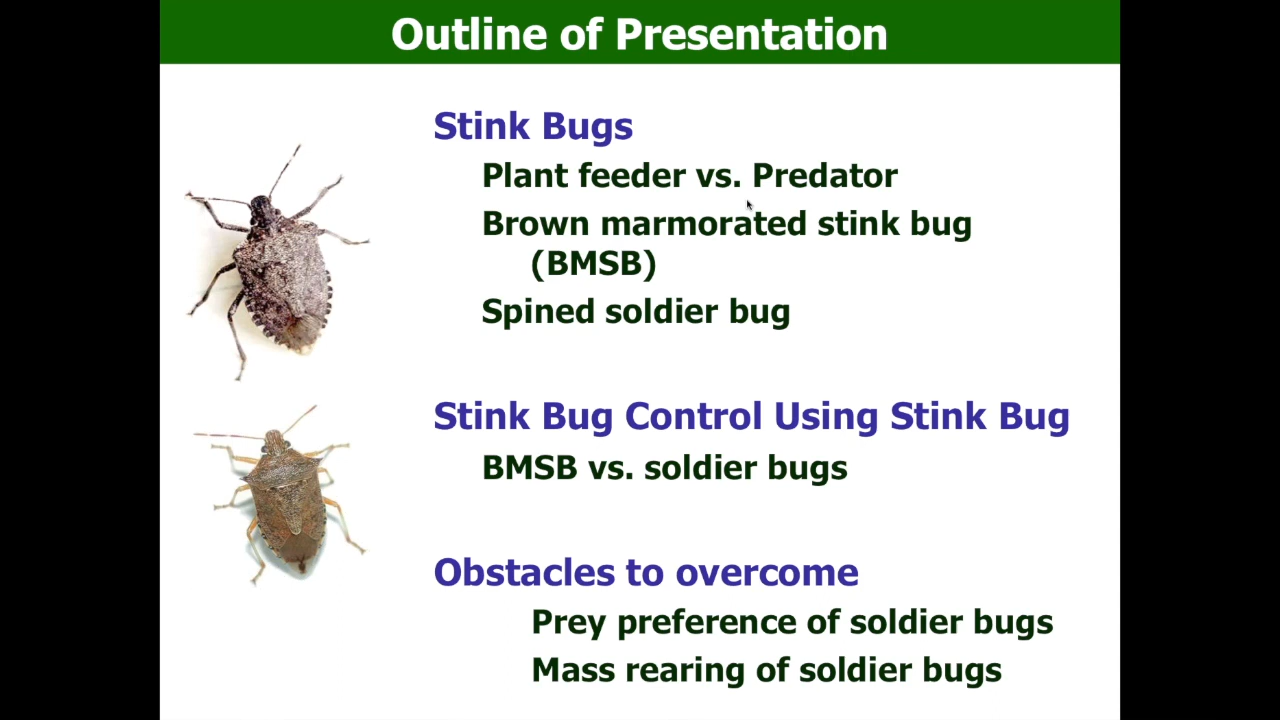 Outline of Presentation
Stink Bugs
Plant feeder vs. Predator
Brown marmorated stink bug
(BMSB)
Spined soldier bug
Stink Bug Control Using Stink Bug
BMSB vs. soldier bugs
Obstacles to overcome
Prey preference of soldier bugs
Mass rearing of soldier bugs